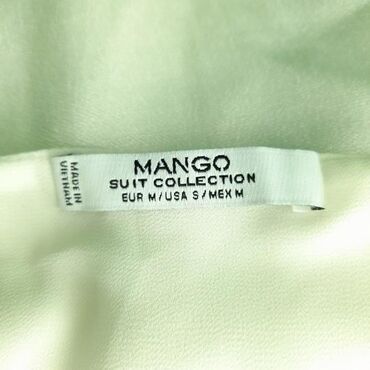 MANGO
SUIT COLLECTION
EUR M/USA S/MEX M
MADE IN
VIETNAM